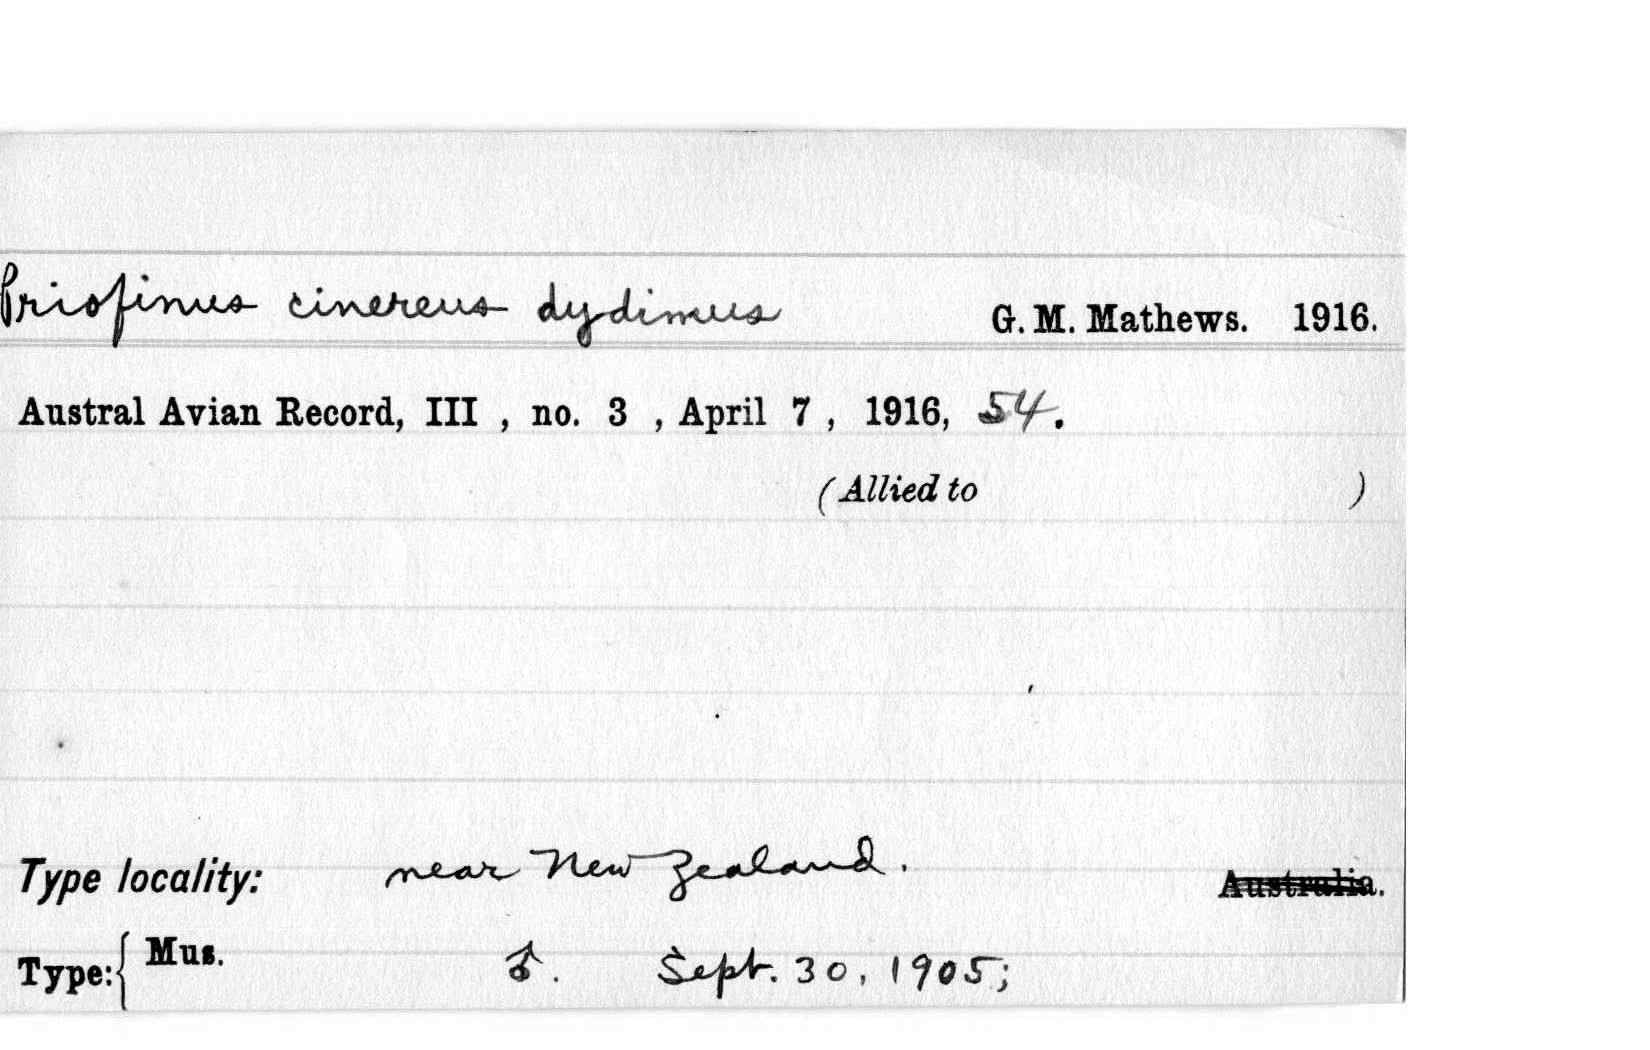 Priofinus cinereus dydimus G. M. Mathews. 1916.
Austral Avian Record, III , no. 3 , April 7 , 1916, 54.
(Allied to )
Type locality: near New Zealand. Australia.
Type: { Mus. ♂. Sept. 30, 1905;